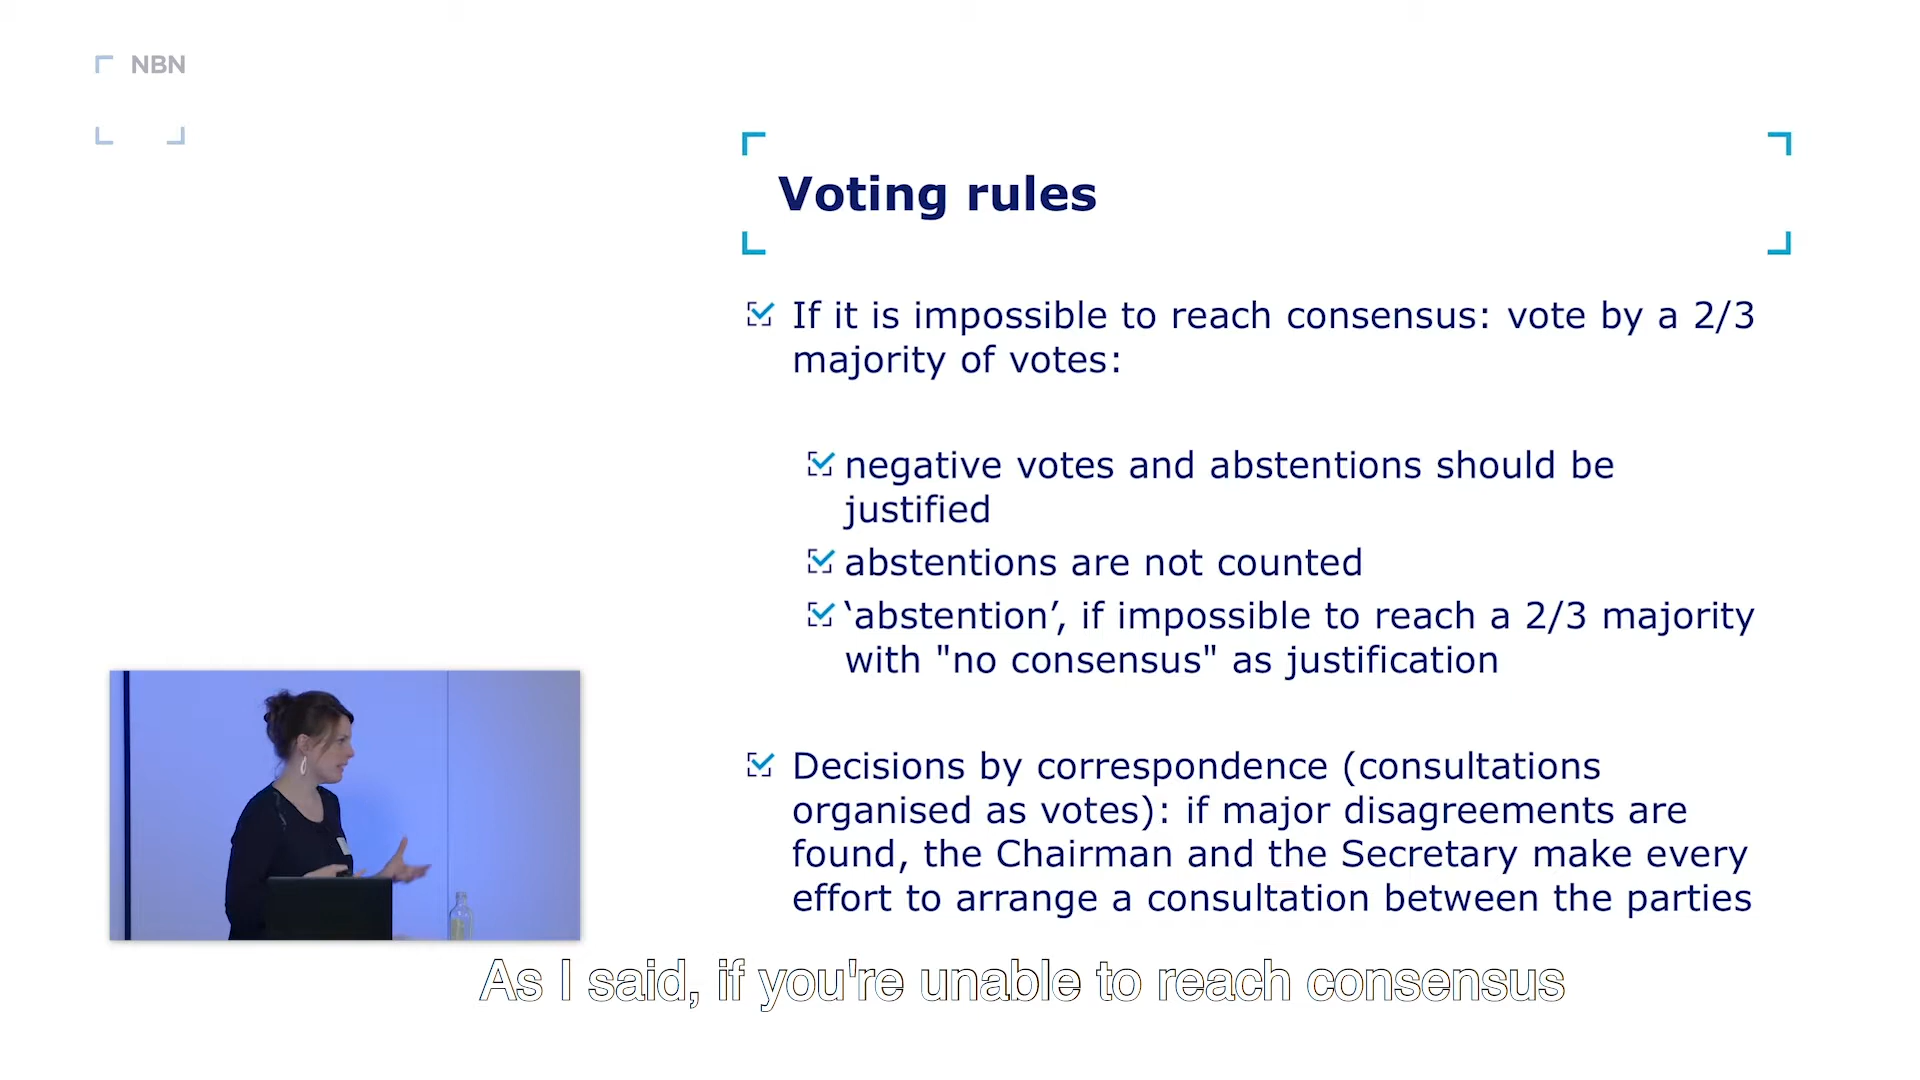 NBN
Voting rules
If it is impossible to reach consensus: vote by a 2/3
majority of votes:
negative votes and abstentions should be
justified
abstentions are not counted
‘abstention’, if impossible to reach a 2/3 majority
with "no consensus" as justification
Decisions by correspondence (consultations
organised as votes): if major disagreements are
found, the Chairman and the Secretary make every
effort to arrange a consultation between the parties
As I said, if you're unable to reach consensus